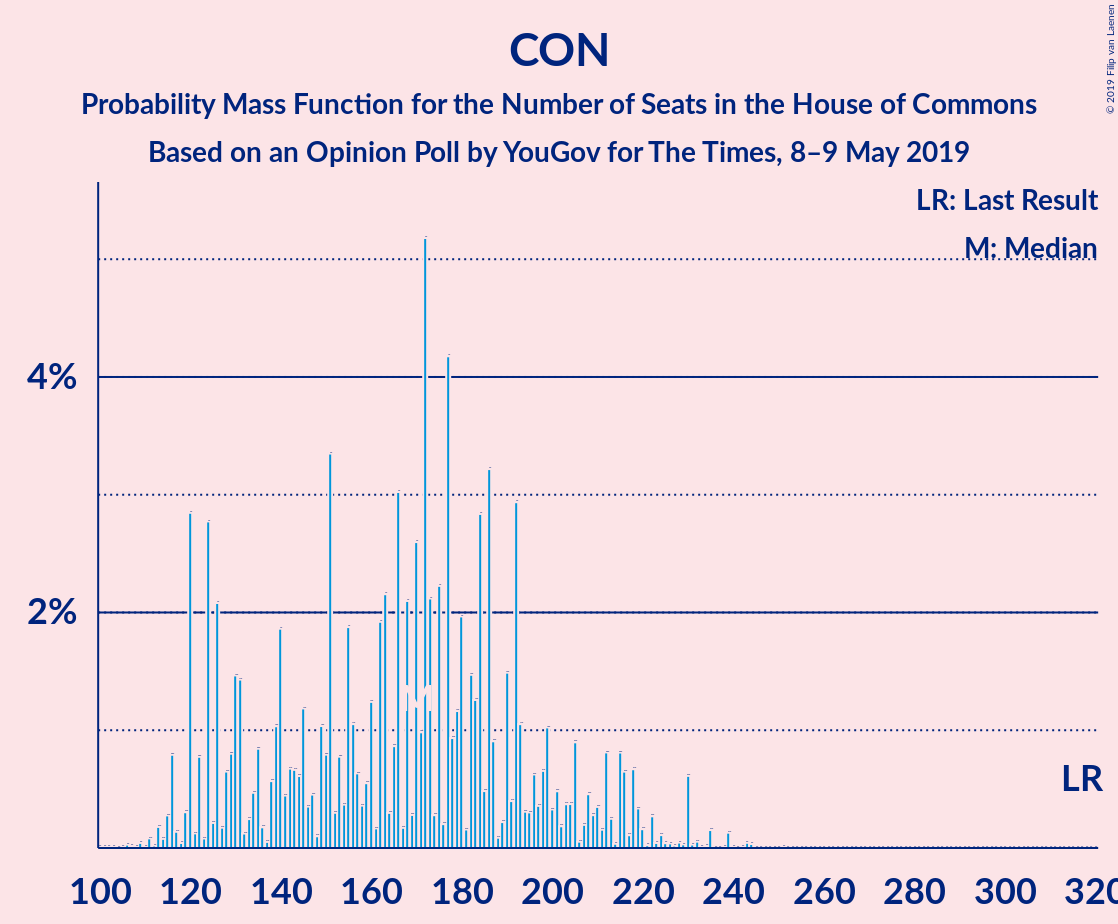 CON
Probability Mass Function for the Number of Seats in the House of Commons
Based on an Opinion Poll by YouGov for The Times, 8–9 May 2019
© 2019 Filip van Laenen
LR: Last Result
M: Median
4%
2%
M
LR
100 120 140 160 180 200 220 240 260 280 300 320